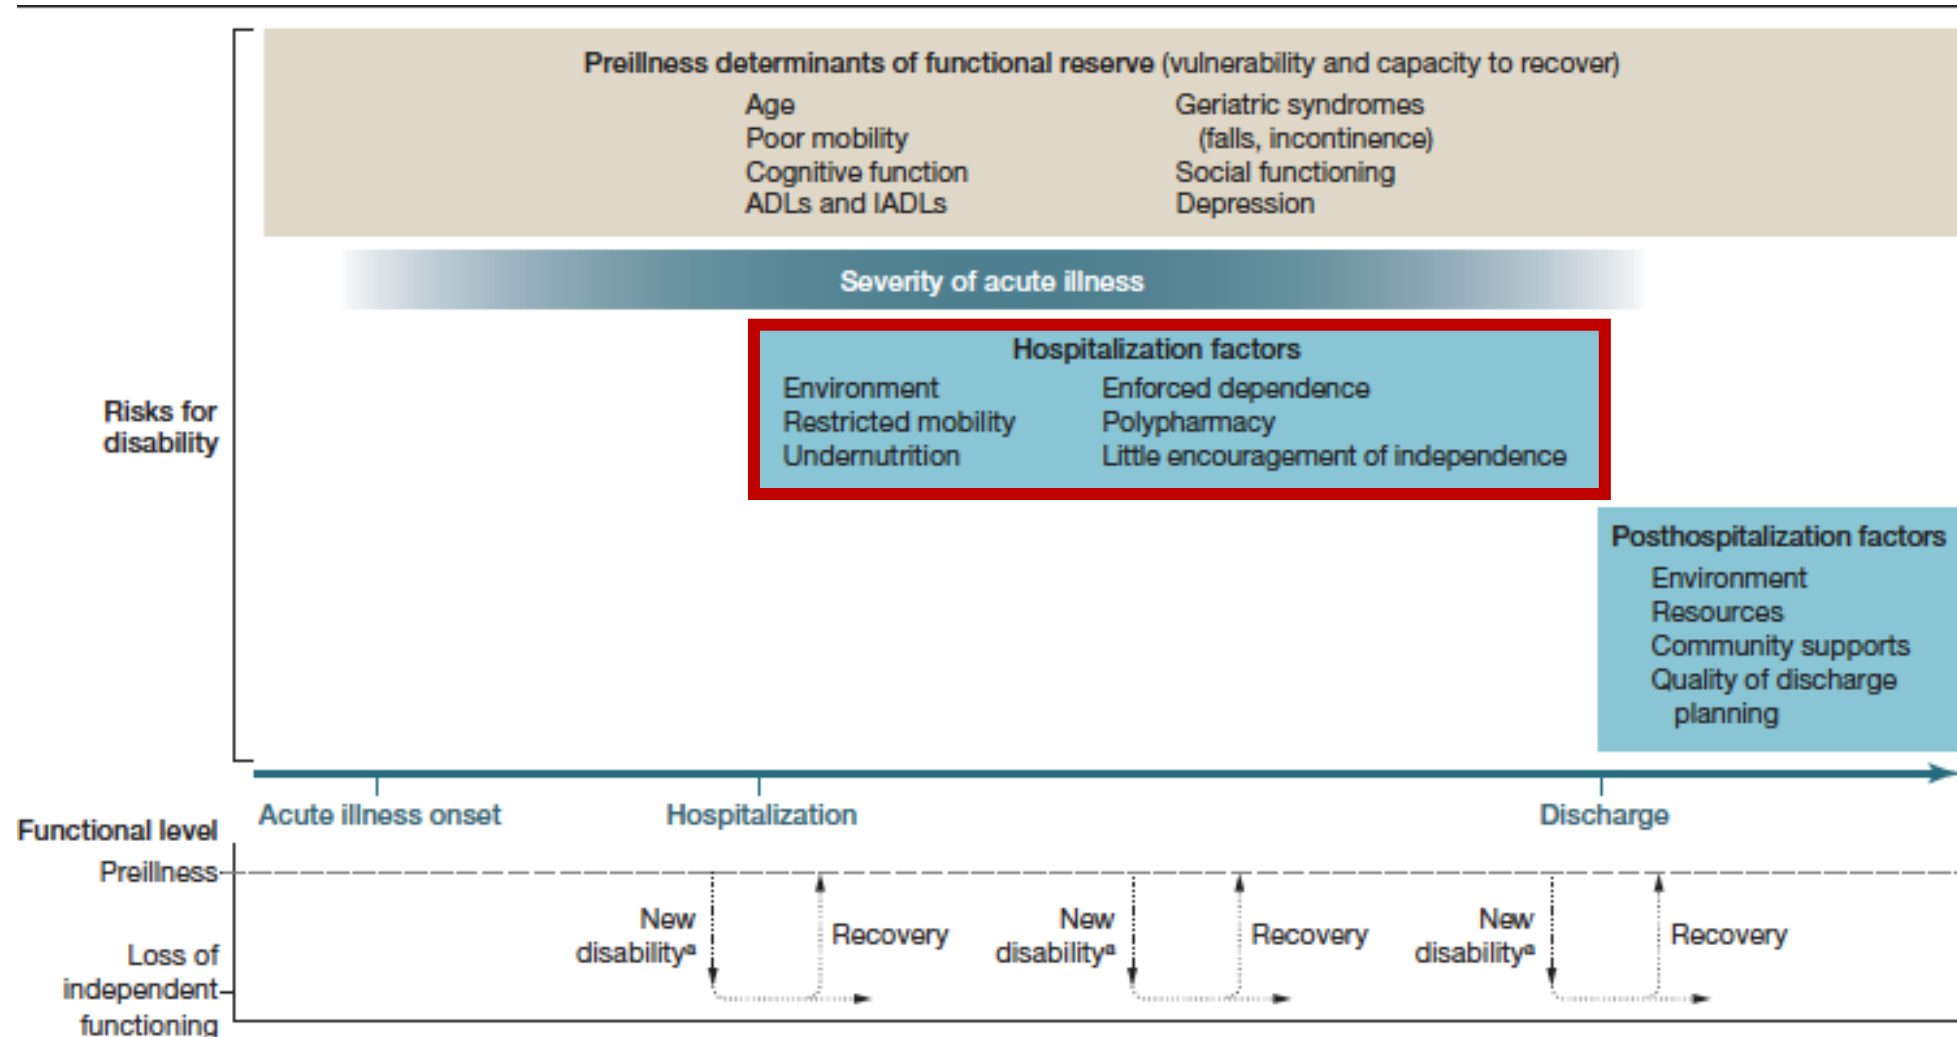 Preillness determinants of functional reserve (vulnerability and capacity to recover)
Age
Poor mobility
Cognitive function
ADLs and IADLs
Geriatric syndromes
(falls, incontinence)
Social functioning
Depression
Severity of acute illness
Hospitalization factors
Environment
Restricted mobility
Undernutrition
Enforced dependence
Polypharmacy
Little encouragement of independence
Risks for
disability
Posthospitalization factors
Environment
Resources
Community supports
Quality of discharge
planning
Acute illness onset
Hospitalization
Discharge
Functional level
Preillness
Loss of
independent
functioning
New
disabilityᵃ
Recovery
New
disabilityᵃ
Recovery
New
disabilityᵃ
Recovery